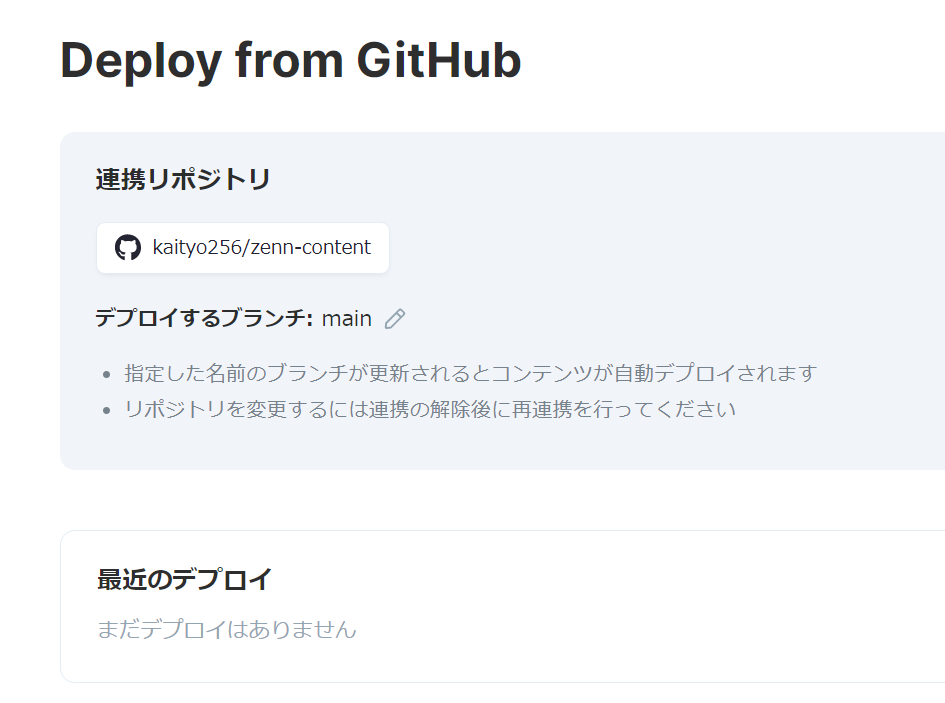 Deploy from GitHub
連携リポジトリ
kaityo256/zenn-content
デプロイするブランチ: main
指定した名前のブランチが更新されるとコンテンツが自動デプロイされます
リポジトリを変更するには連携の解除後に再連携を行ってください
最近のデプロイ
まだデプロイはありません